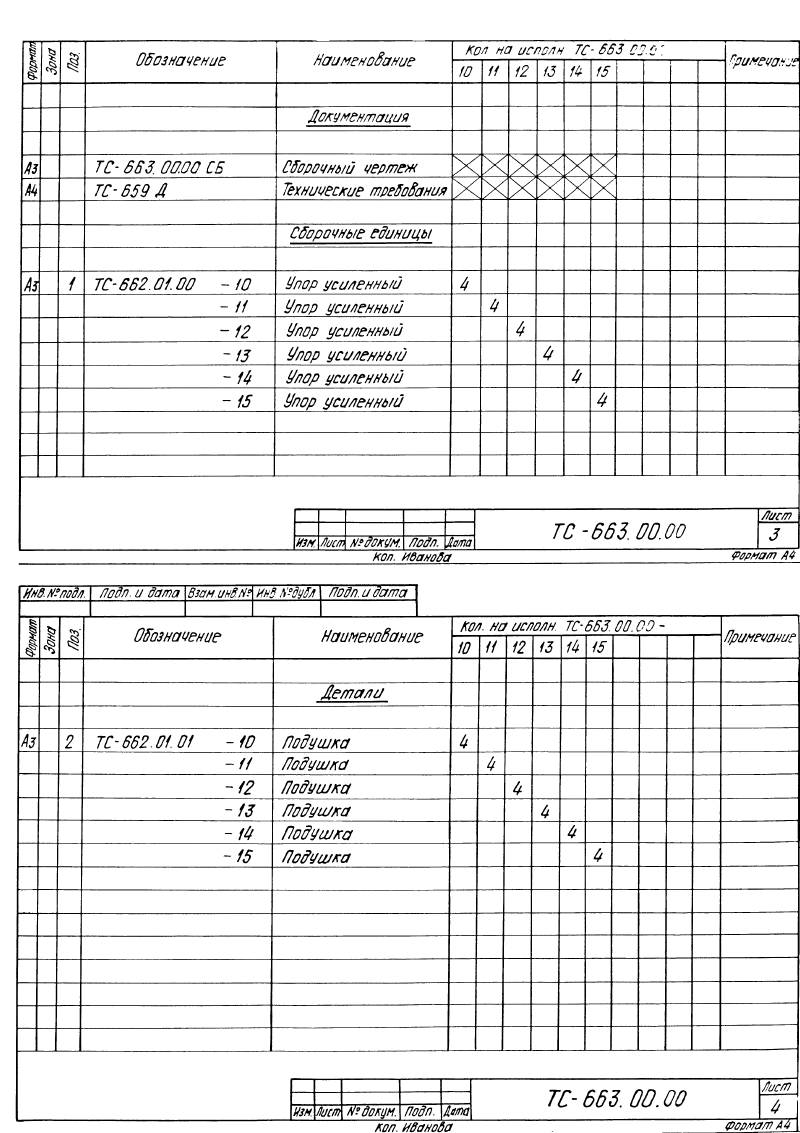 Формат Зона Поз. Обозначение Наименование Кол на исполн ТС-663 00.0 Примечание
10 11 12 13 14 15
Документация
А3 ТС-663.00.00 СБ Сборочный чертеж
А4 ТС-659 Д Технические требования
Сборочные единицы
А3 1 ТС-662.01.00 -10 Упор усиленный 4
-11 Упор усиленный 4
-12 Упор усиленный 4
-13 Упор усиленный 4
-14 Упор усиленный 4
-15 Упор усиленный 4
ТС-663.00.00 Лист
3
Изм Лист № докум. Подп. Дата
Коп. Иванова Формат А4
Инв. № подл. Подп. и дата Взам инв. № Инв № дубл Подп. и дата
Формат Зона Поз. Обозначение Наименование Кол. на исполн. ТС-663.00.00- Примечание
10 11 12 13 14 15
Детали
А3 2 ТС-662.01.01 -10 Подушка 4
-11 Подушка 4
-12 Подушка 4
-13 Подушка 4
-14 Подушка 4
-15 Подушка 4
ТС-663.00.00 Лист
4
Изм Лист № докум. Подп. Дата
Коп. Иванова Формат А4